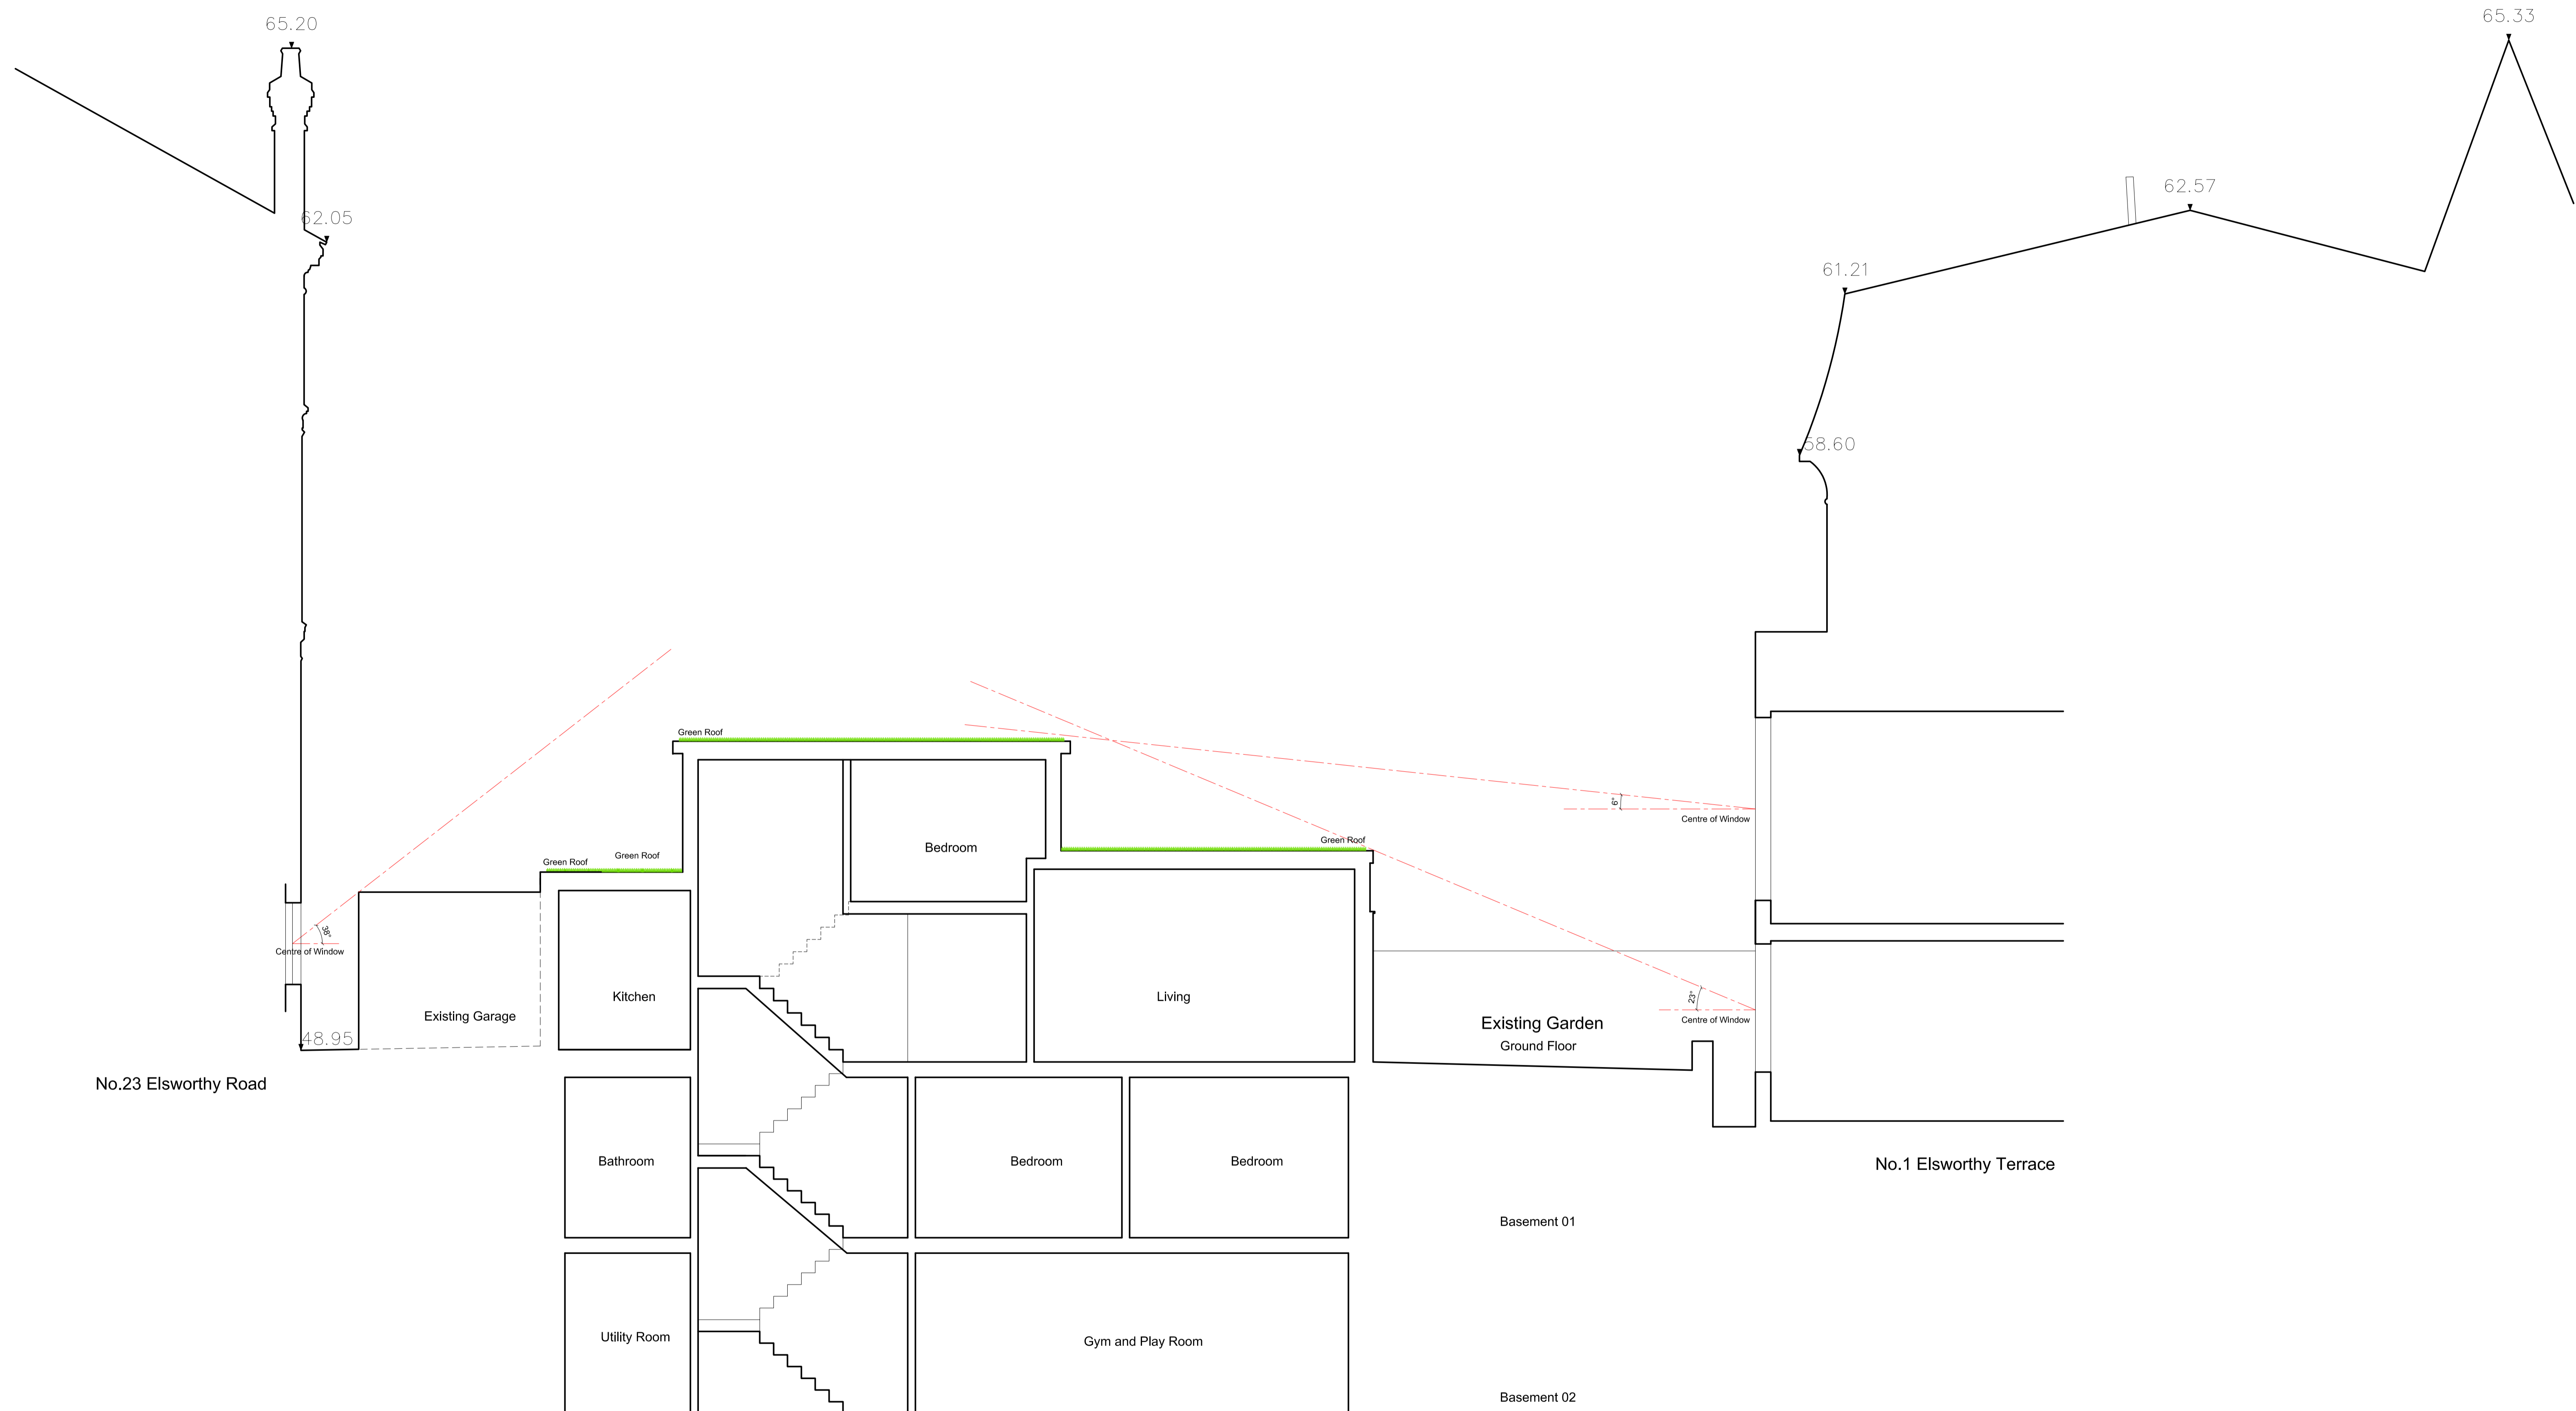 65.20
65.33
62.05
62.57
61.21
58.60
Green Roof
Centre of Window
6°
Green Roof
Green Roof
Green Roof
Bedroom
38°
Centre of Window
Kitchen
Living
23°
Centre of Window
Existing Garage
Existing Garden
Ground Floor
48.95
No.23 Elsworthy Road
Bathroom
Bedroom
Bedroom
No.1 Elsworthy Terrace
Basement 01
Utility Room
Gym and Play Room
Basement 02